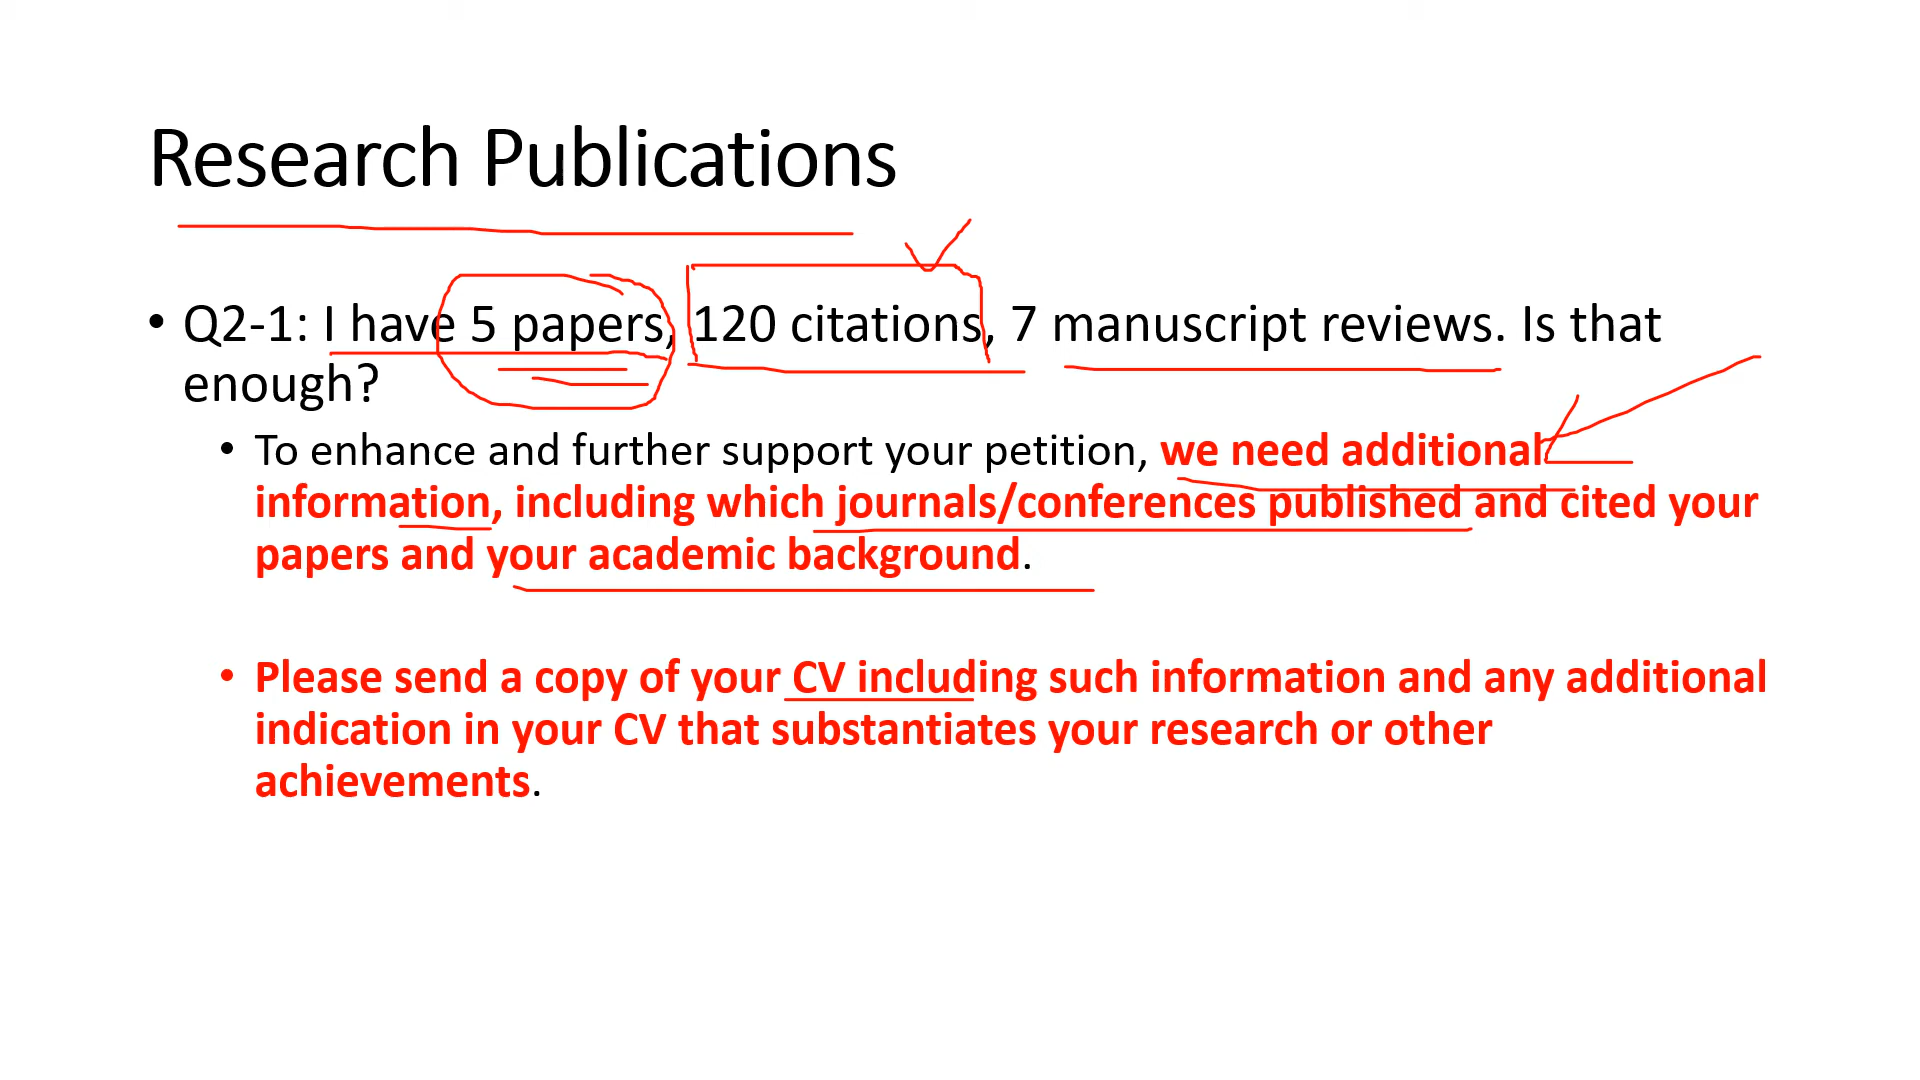 Research Publications
• Q2-1: I have 5 papers, 120 citations, 7 manuscript reviews. Is that
enough?
• To enhance and further support your petition, we need additional
information, including which journals/conferences published and cited your
papers and your academic background.
• Please send a copy of your CV including such information and any additional
indication in your CV that substantiates your research or other
achievements.